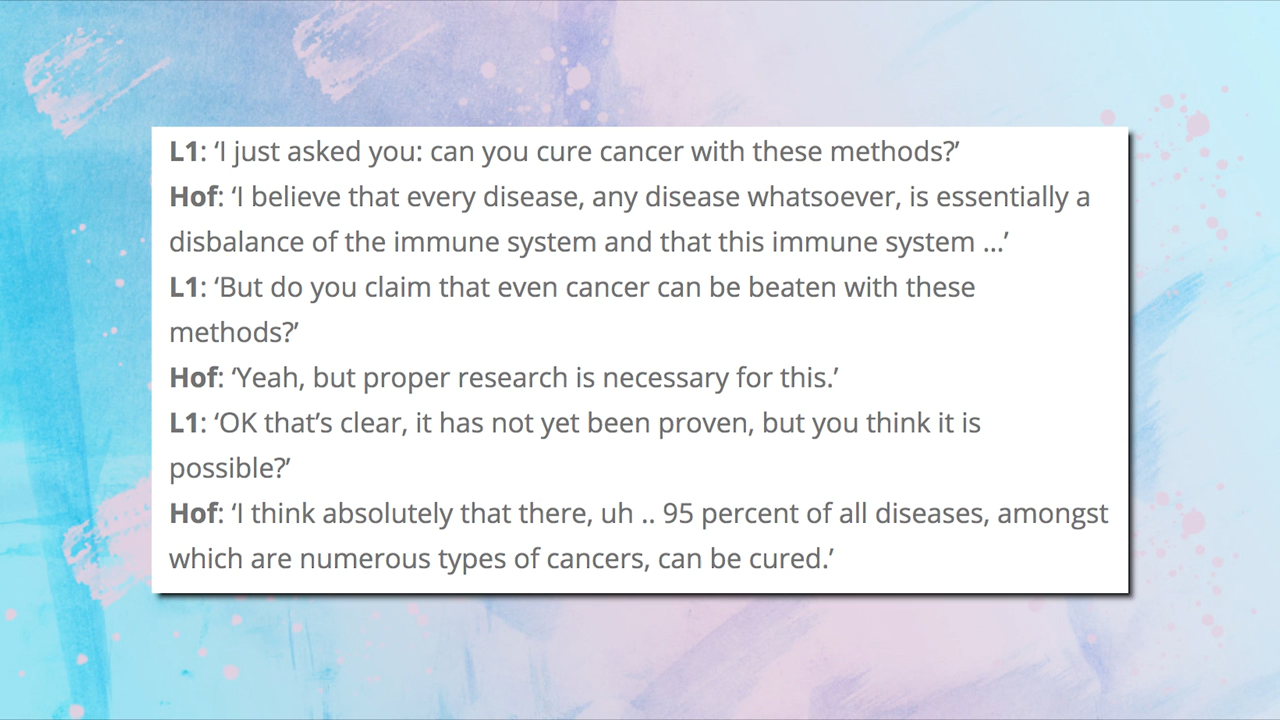 L1: ‘I just asked you: can you cure cancer with these methods?’
Hof: ‘I believe that every disease, any disease whatsoever, is essentially a
disbalance of the immune system and that this immune system ...’
L1: ‘But do you claim that even cancer can be beaten with these
methods?’
Hof: ‘Yeah, but proper research is necessary for this.’
L1: ‘OK that’s clear, it has not yet been proven, but you think it is
possible?’
Hof: ‘I think absolutely that there, uh .. 95 percent of all diseases, amongst
which are numerous types of cancers, can be cured.’